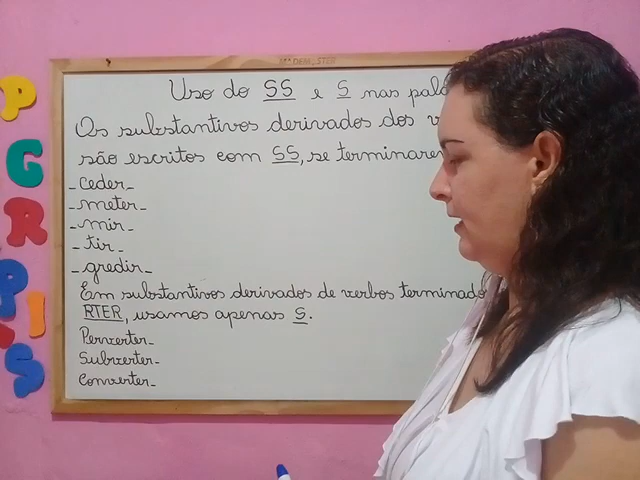 Uso do SS e S nas pala
Os substantivos derivados dos v
são escritos com SS, se terminarem
- ceder -
- meter -
- mir -
- tir -
- gredir -
Em substantivos derivados de verbos terminado
RTER, usamos apenas S.
Perverter -
Subverter -
Converter -
P
G
R
P
I
S